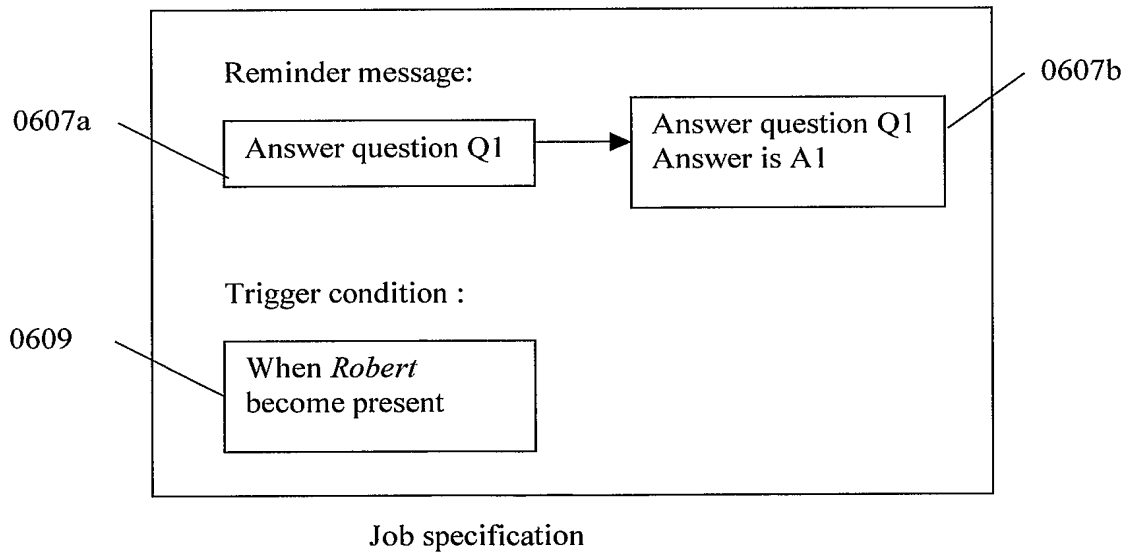 Reminder message:
0607b
0607a
Answer question Q1
Answer question Q1
Answer is A1
Trigger condition :
0609
When Robert
become present
Job specification